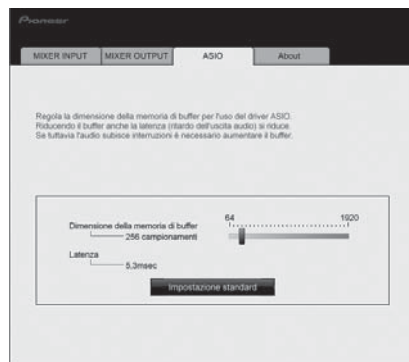 Pioneer
MIXER INPUT MIXER OUTPUT ASIO About
Regola la dimensione della memoria di buffer per l'uso del driver ASIO.
Riducendo il buffer anche la latenza (ritardo dell'uscita audio) si riduce.
Se tuttavia l'audio subisce interruzioni è necessario aumentare il buffer.
Dimensione della memoria di buffer 64 1920
256 campionamenti
Latenza
5.3msec
Impostazione standard